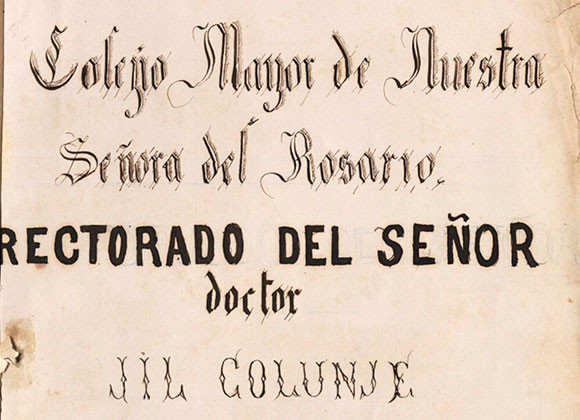 Colejio Mayor de Nuestra
Señora del Rosario.
RECTORADO DEL SEÑOR
doctor
JIL COLUNJE